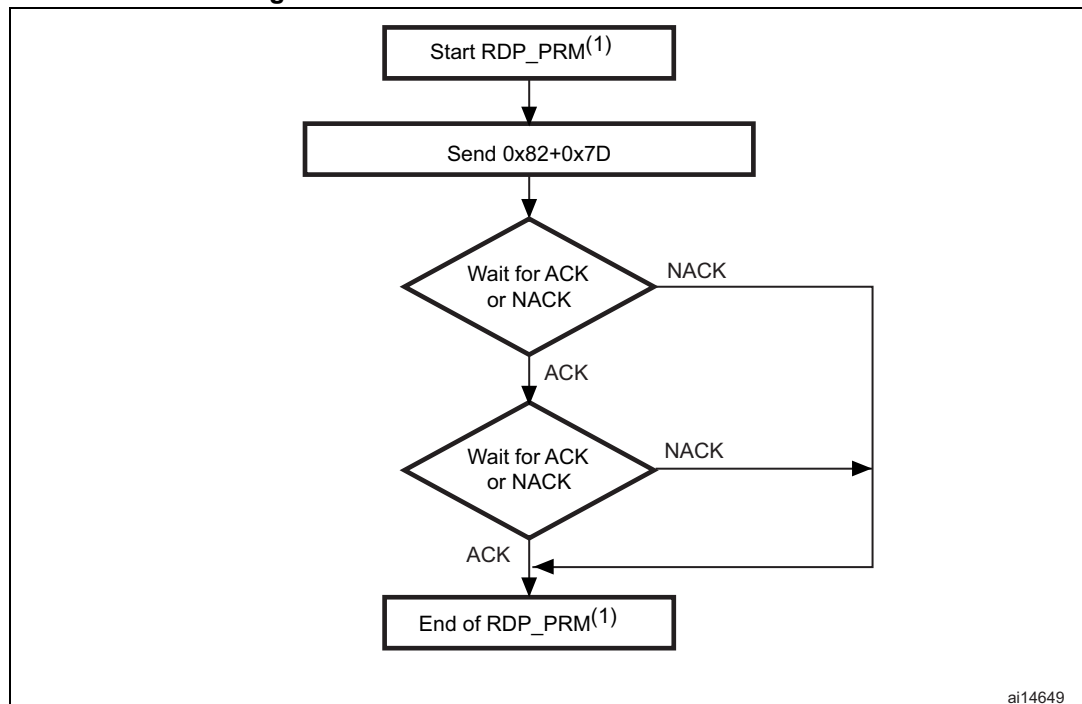 Start RDP_PRM(1)
Send 0x82+0x7D
Wait for ACK
or NACK
NACK
ACK
Wait for ACK
or NACK
NACK
ACK
End of RDP_PRM(1)
ai14649